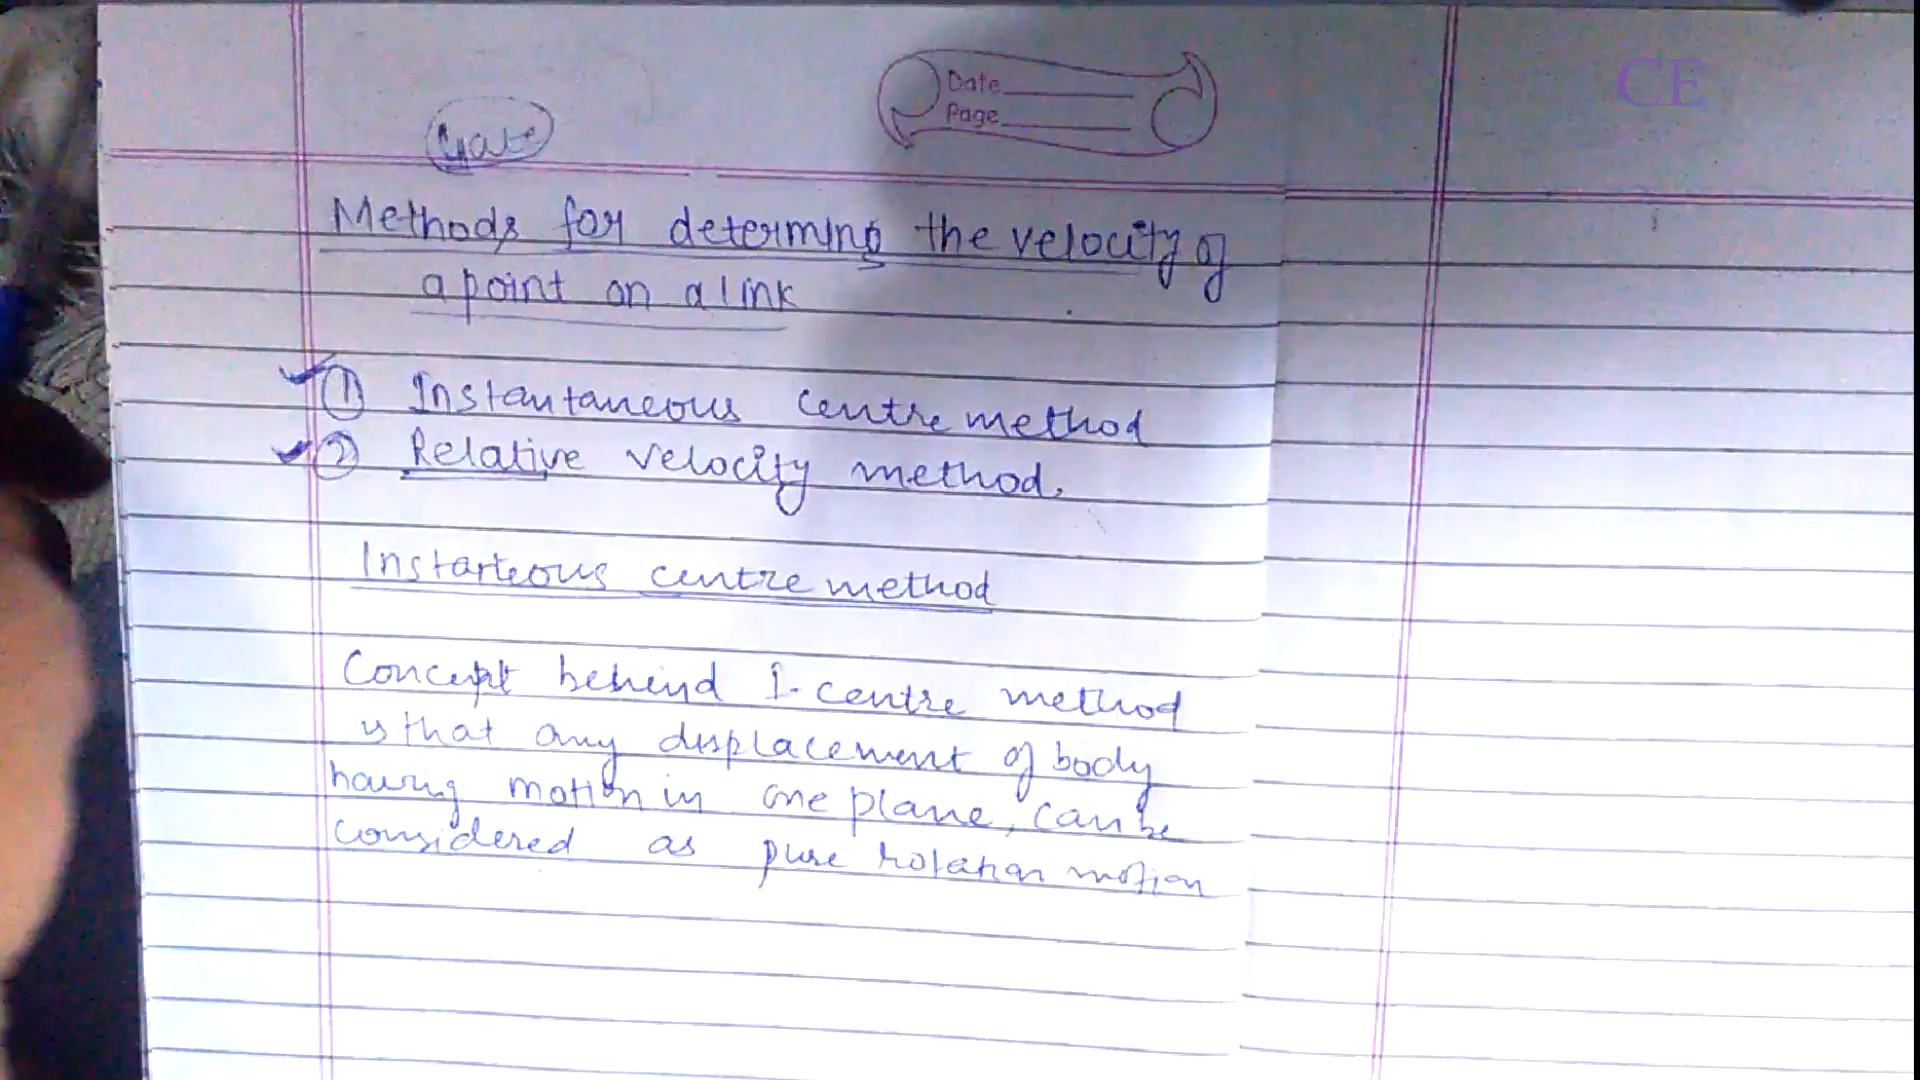 CE
Date
Page
Gate
Methods for determing the velocity of
a point on a link
① Instantaneous centre method
② Relative velocity method.
Instarteous centre method
Concept behind I-centre method
is that any displacement of body
having motion in one plane, can be
considered as pure rotation motion